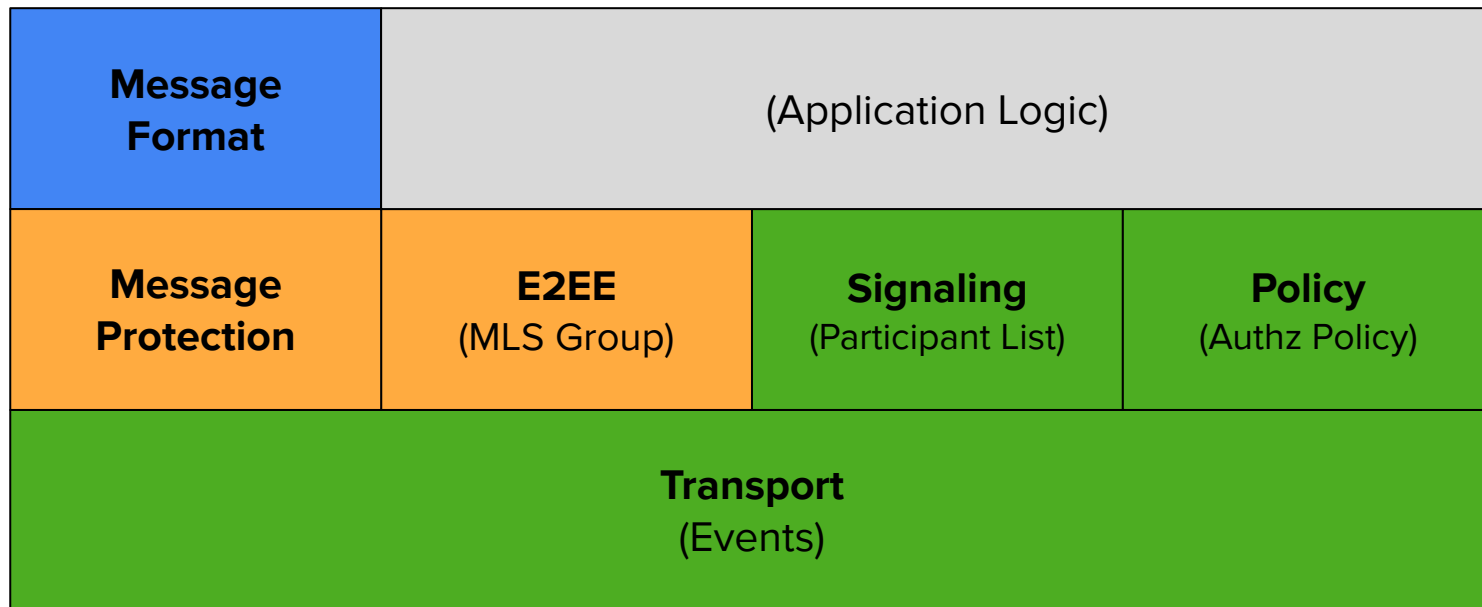 Message
Format
(Application Logic)
Message
Protection
E2EE
(MLS Group)
Signaling
(Participant List)
Policy
(Authz Policy)
Transport
(Events)